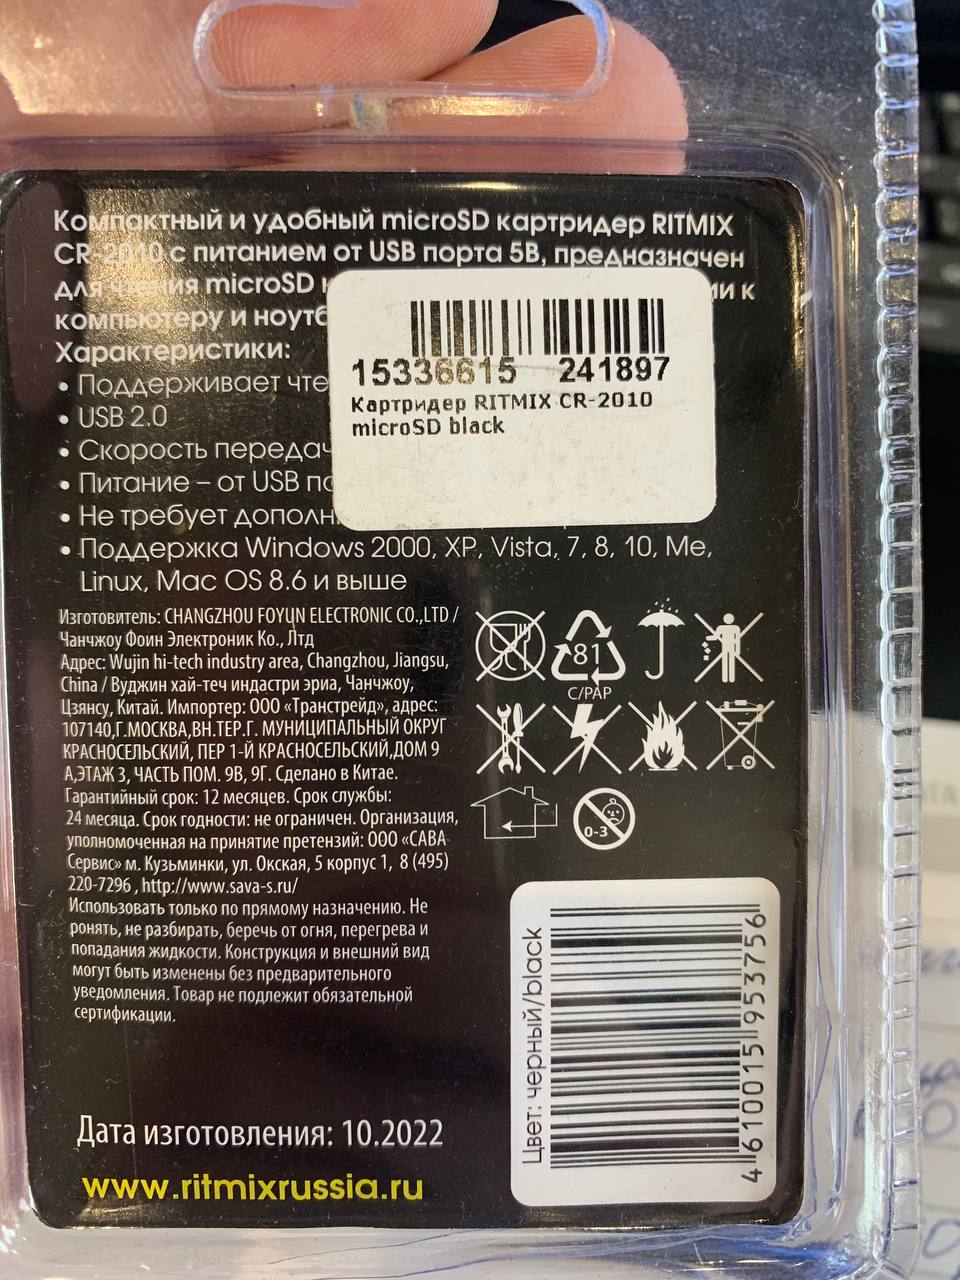 Компактный и удобный microSD картридер RITMIX
CR-2010 с питанием от USB порта 5В, предназначен
для чтения microSD
к
компьютеру и
Характеристики:
• Поддерживает
• USB 2.0
• Скорость
• Питание – от USB
• Не требует
• Поддержка Windows 2000, XP, Vista, 7, 8, 10, Me,
Linux, Mac OS 8.6 и выше
15336615 241897
Картридер RITMIX CR-2010
microSD black
Изготовитель: CHANGZHOU FOYUN ELECTRONIC CO.,LTD /
Чанчжоу Фоин Электроник Ко., Лтд
Адрес: Wujin hi-tech industry area, Changzhou, Jiangsu,
China / Вуджин хай-теч индастри эриа, Чанчжоу,
Цзянсу, Китай. Импортер: ООО «Транстрейд», адрес:
107140,Г.МОСКВА,ВН.ТЕР.Г. МУНИЦИПАЛЬНЫЙ ОКРУГ
КРАСНОСЕЛЬСКИЙ, ПЕР 1-Й КРАСНОСЕЛЬСКИЙ,ДОМ 9
А,ЭТАЖ 3, ЧАСТЬ ПОМ. 9В, 9Г. Сделано в Китае.
Гарантийный срок: 12 месяцев. Срок службы:
24 месяца. Срок годности: не ограничен. Организация,
уполномоченная на принятие претензий: ООО «САВА-
Сервис» м. Кузьминки, ул. Окская, 5 корпус 1, 8 (495)
220-7296 , http://www.sava-s.ru/
Использовать только по прямому назначению. Не
ронять, не разбирать, беречь от огня, перегрева и
попадания жидкости. Конструкция и внешний вид
могут быть изменены без предварительного
уведомления. Товар не подлежит обязательной
сертификации.
81
C/PAP
0-3
Дата изготовления: 10.2022
www.ritmixrussia.ru
Цвет: черный/black
4 610015 953756